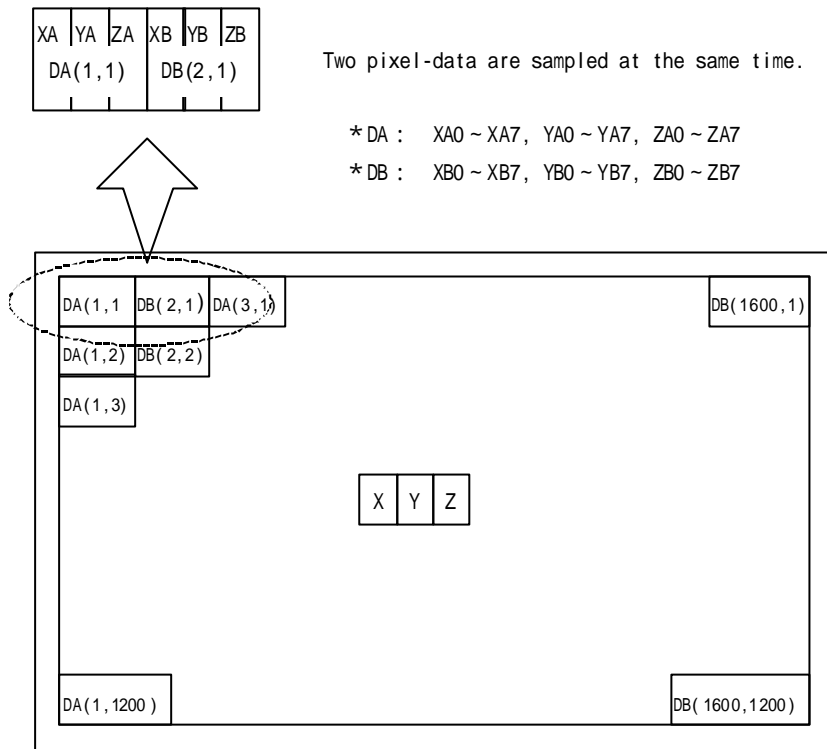 XA YA ZA XB YB ZB
DA(1,1) DB(2,1)
Two pixel-data are sampled at the same time.
*DA : XA0 ~ XA7, YA0 ~ YA7, ZA0 ~ ZA7
*DB : XB0 ~ XB7, YB0 ~ YB7, ZB0 ~ ZB7
DA(1,1 DB(2,1) DA(3,1) DB(1600,1)
DA(1,2) DB(2,2)
DA(1,3)
X Y Z
DA(1,1200) DB(1600,1200)